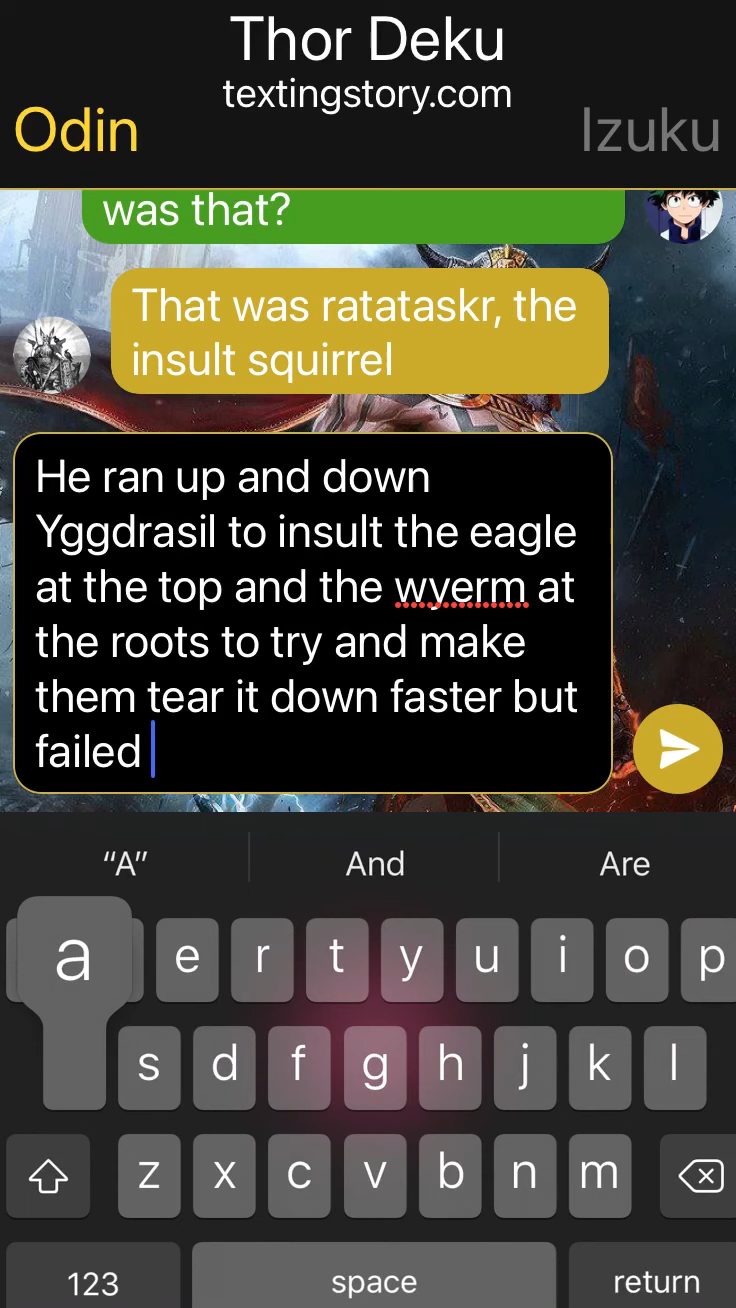 Thor Deku
textingstory.com
Odin
Izuku
was that?
That was ratataskr, the
insult squirrel
He ran up and down
Yggdrasil to insult the eagle
at the top and the wyerm at
the roots to try and make
them tear it down faster but
failed
“A” And Are
a e r t y u i o p
s d f g h j k l
z x c v b n m
123 space return